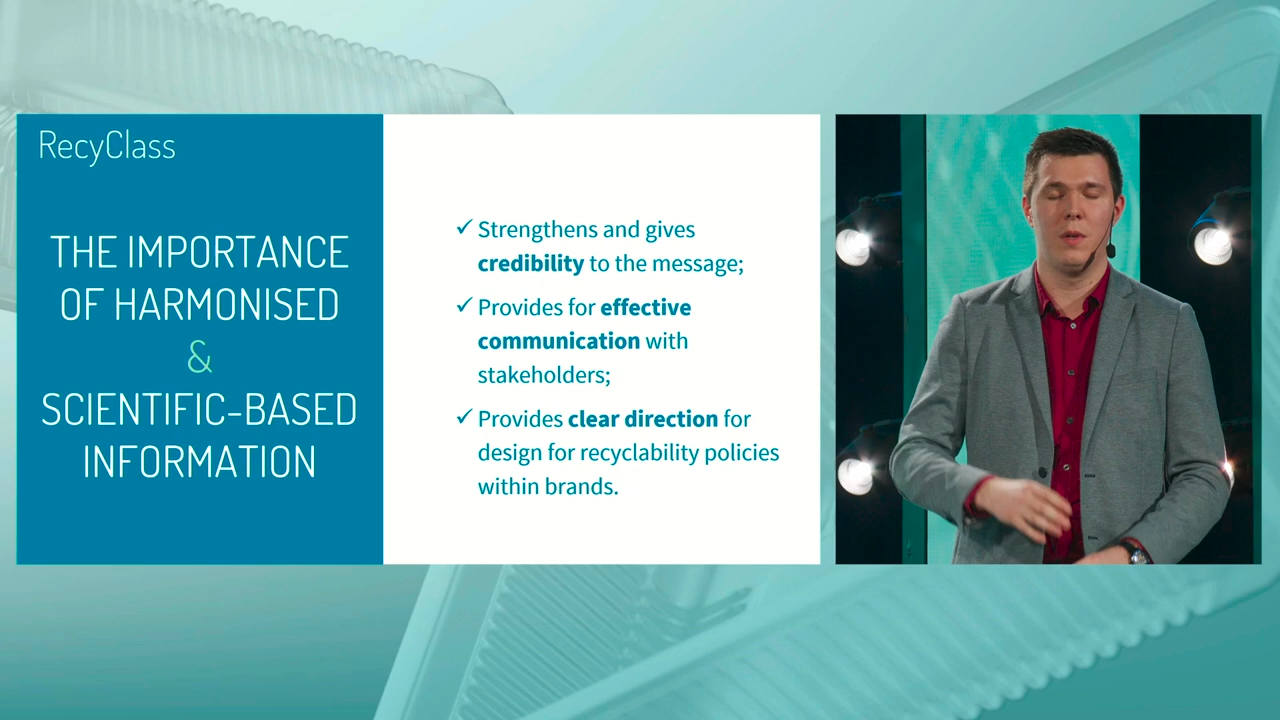 RecyClass
THE IMPORTANCE
OF HARMONISED
&
SCIENTIFIC-BASED
INFORMATION
✓ Strengthens and gives
credibility to the message;
✓ Provides for effective
communication with
stakeholders;
✓ Provides clear direction for
design for recyclability policies
within brands.